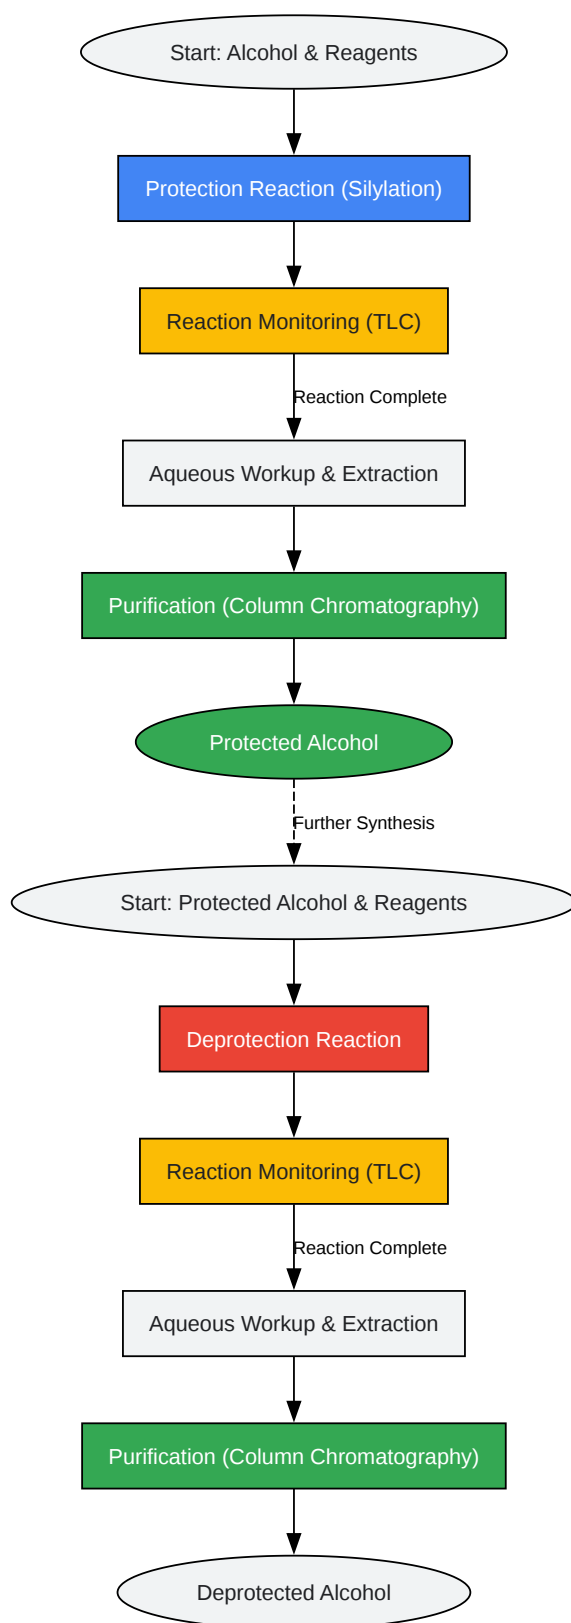 Start: Alcohol & Reagents
Protection Reaction (Silylation)
Reaction Monitoring (TLC)
Reaction Complete
Aqueous Workup & Extraction
Purification (Column Chromatography)
Protected Alcohol
Further Synthesis
Start: Protected Alcohol & Reagents
Deprotection Reaction
Reaction Monitoring (TLC)
Reaction Complete
Aqueous Workup & Extraction
Purification (Column Chromatography)
Deprotected Alcohol